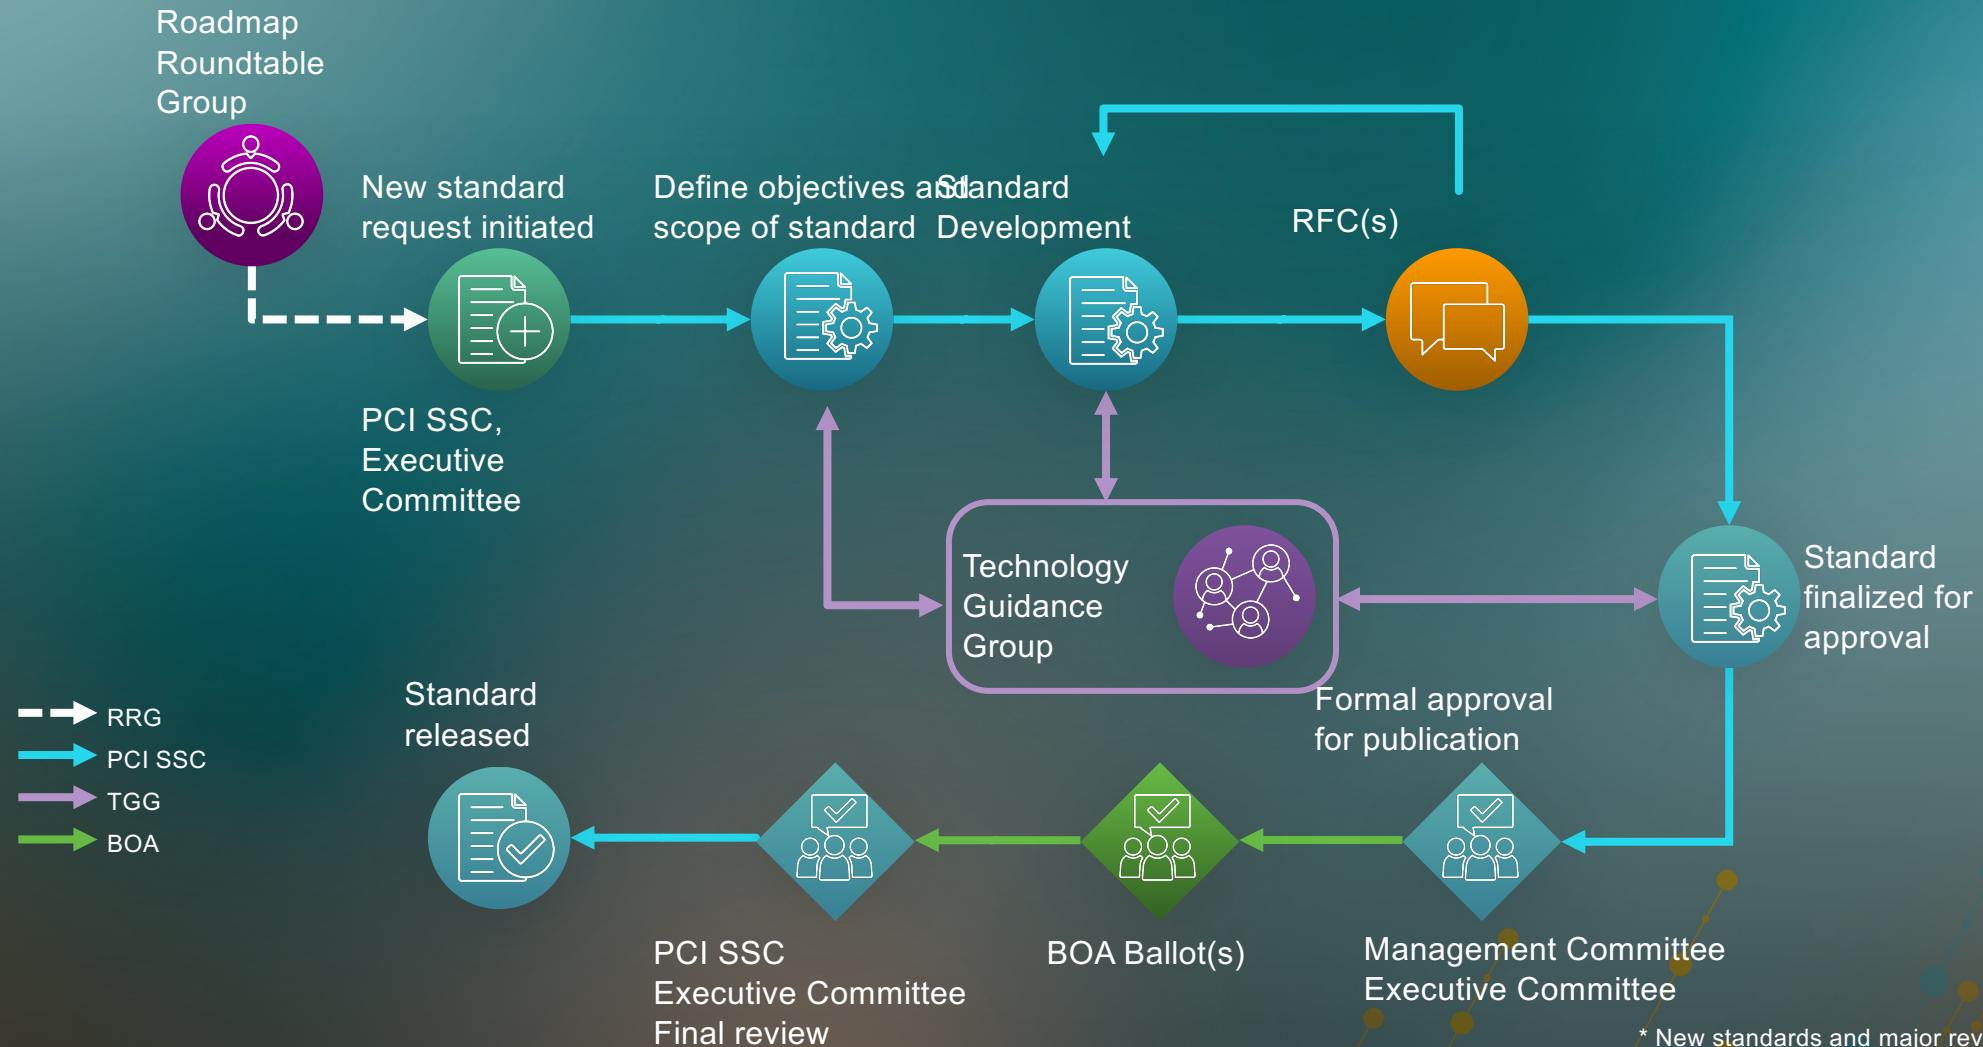 Roadmap
Roundtable
Group
New standard
request initiated
Define objectives and
scope of standard
Standard
Development
RFC(s)
PCI SSC,
Executive
Committee
Technology
Guidance
Group
Standard
finalized for
approval
RRG
PCI SSC
TGG
BOA
Standard
released
Formal approval
for publication
PCI SSC
Executive Committee
Final review
BOA Ballot(s)
Management Committee
Executive Committee
* New standards and major rev